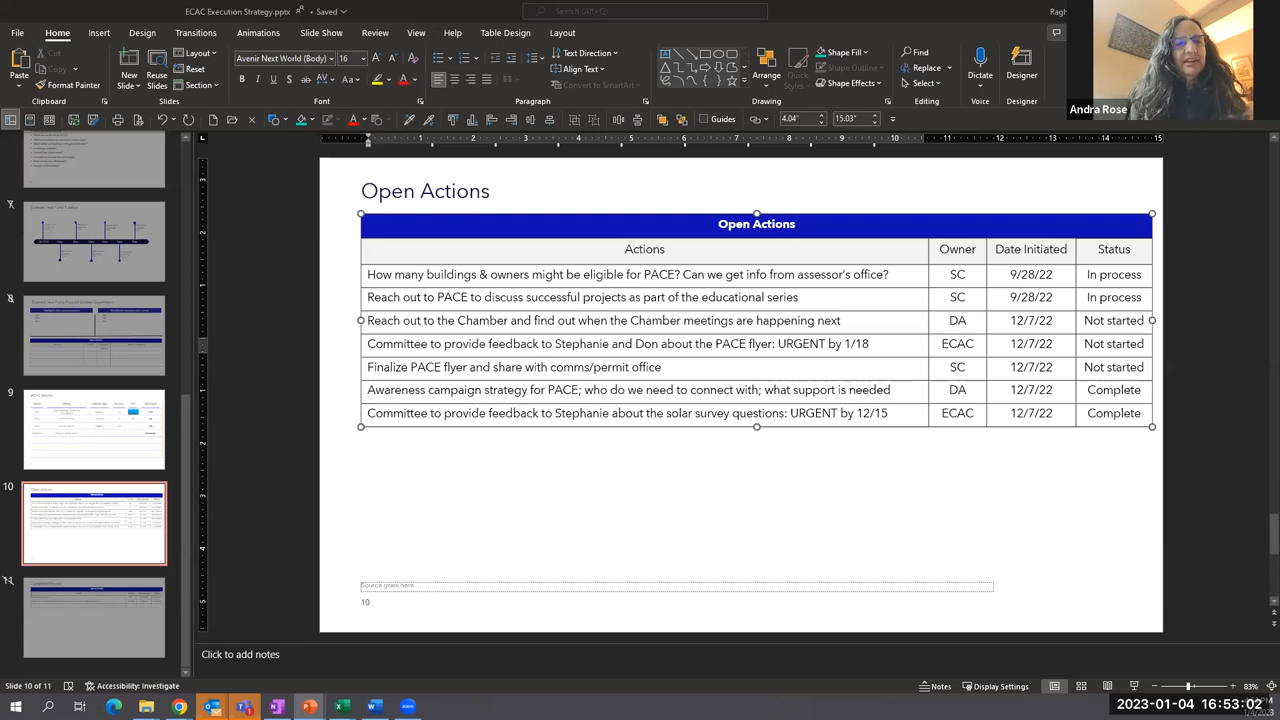 ECAC Execution Strategy.pptx • Saved
Search (Alt+Q)
Ragh
File Home Insert Design Transitions Animations Slide Show Review View Help Table Design Layout
Paste
Cut
Copy
Format Painter
Clipboard
New Slide
Reuse Slides
Layout
Reset
Section
Slides
Avenir Next World (Body) 16
B I U S ab AV Aa
Font
Text Direction
Align Text
Convert to SmartArt
Paragraph
Arrange
Quick Styles
Shape Fill
Shape Outline
Shape Effects
Drawing
Find
Replace
Select
Editing
Dictate
Voice
Designer
Designer
Andra Rose
Guides
4.04"
15.03"
Open Actions
Open Actions
Actions Owner Date Initiated Status
How many buildings & owners might be eligible for PACE? Can we get info from assessor's office? SC 9/28/22 In process
Reach out to PACE to discuss successful projects as part of the educational series SC 9/28/22 In process
Reach out to the Chamber and find out when the Chamber meetings are happening next DA 12/7/22 Not started
Committee to provide feedback to Stephanie and Don about the PACE flyer: URGENT by 1/18 ECAC 12/7/22 Not started
Finalize PACE flyer and share with comms/permit office SC 12/7/22 Not started
Awareness campaign strategy for PACE; who do we need to connect with; what support is needed DA 12/7/22 Complete
Committee to provide feedback to Stephanie about the solar survey questions: URGENT by 12/15 ECAC 12/7/22 Complete
Source goes here
10
7
8
9
10
11
Click to add notes
Slide 10 of 11
Accessibility: Investigate
Notes
Display Settings
83%
2023-01-04 16:53:02